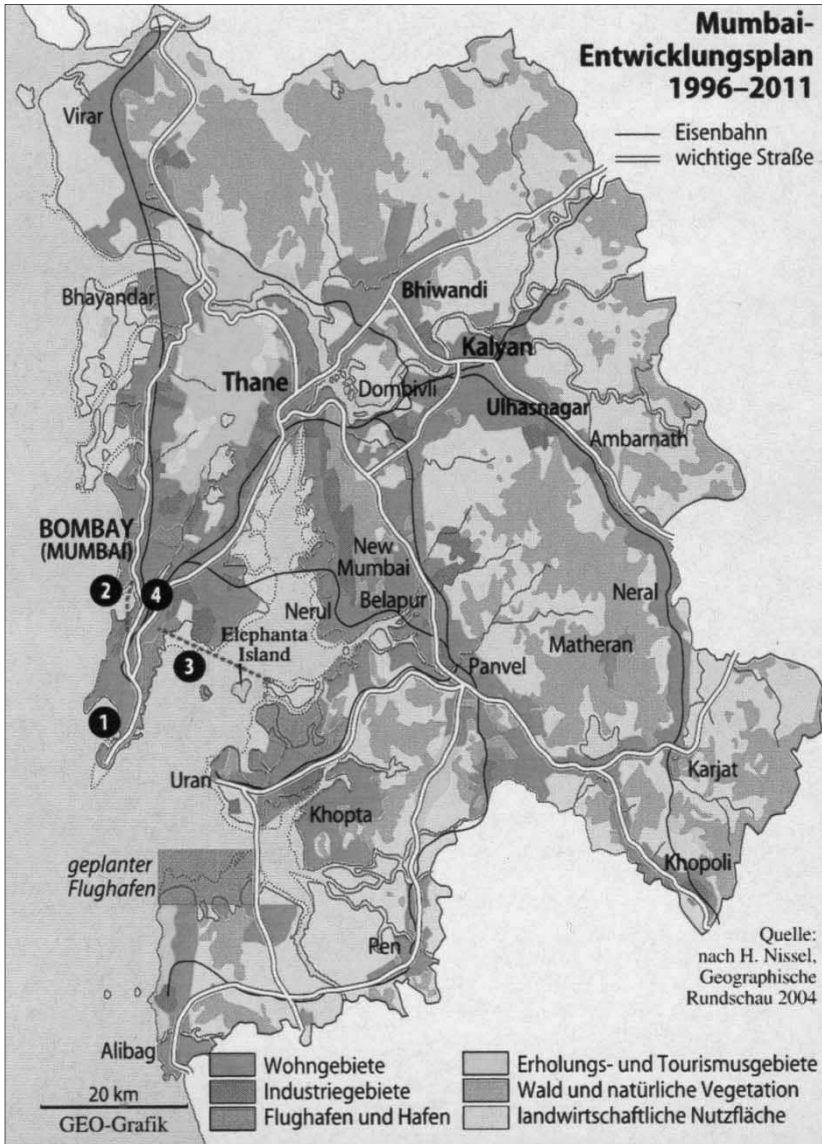 Mumbai-
Entwicklungsplan
1996–2011
Eisenbahn
wichtige Straße
Virar
Bhayandar
Bhiwandi
Kalyan
Thane
Dombivli
Ulhasnagar
Ambarnath
BOMBAY
(MUMBAI)
2
4
New
Mumbai
Nerul
Belapur
Neral
Elephanta
Island
Matheran
3
Panvel
1
Uran
Karjat
Khopta
geplanter
Flughafen
Khopoli
Pen
Quelle:
nach H. Nissel,
Geographische
Rundschau 2004
Alibag
Wohngebiete
Industriegebiete
Flughafen und Hafen
Erholungs- und Tourismusgebiete
Wald und natürliche Vegetation
landwirtschaftliche Nutzfläche
20 km
GEO-Grafik